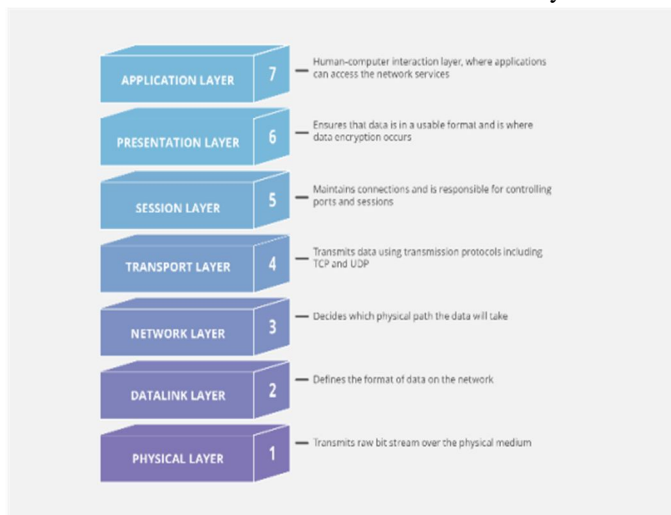 APPLICATION LAYER 7
Human-computer interaction layer, where applications
can access the network services
PRESENTATION LAYER 6
Ensures that data is in a usable format and is where
data encryption occurs
SESSION LAYER 5
Maintains connections and is responsible for controlling
ports and sessions
TRANSPORT LAYER 4
Transmits data using transmission protocols including
TCP and UDP
NETWORK LAYER 3
Decides which physical path the data will take
DATALINK LAYER 2
Defines the format of data on the network
PHYSICAL LAYER 1
Transmits raw bit stream over the physical medium